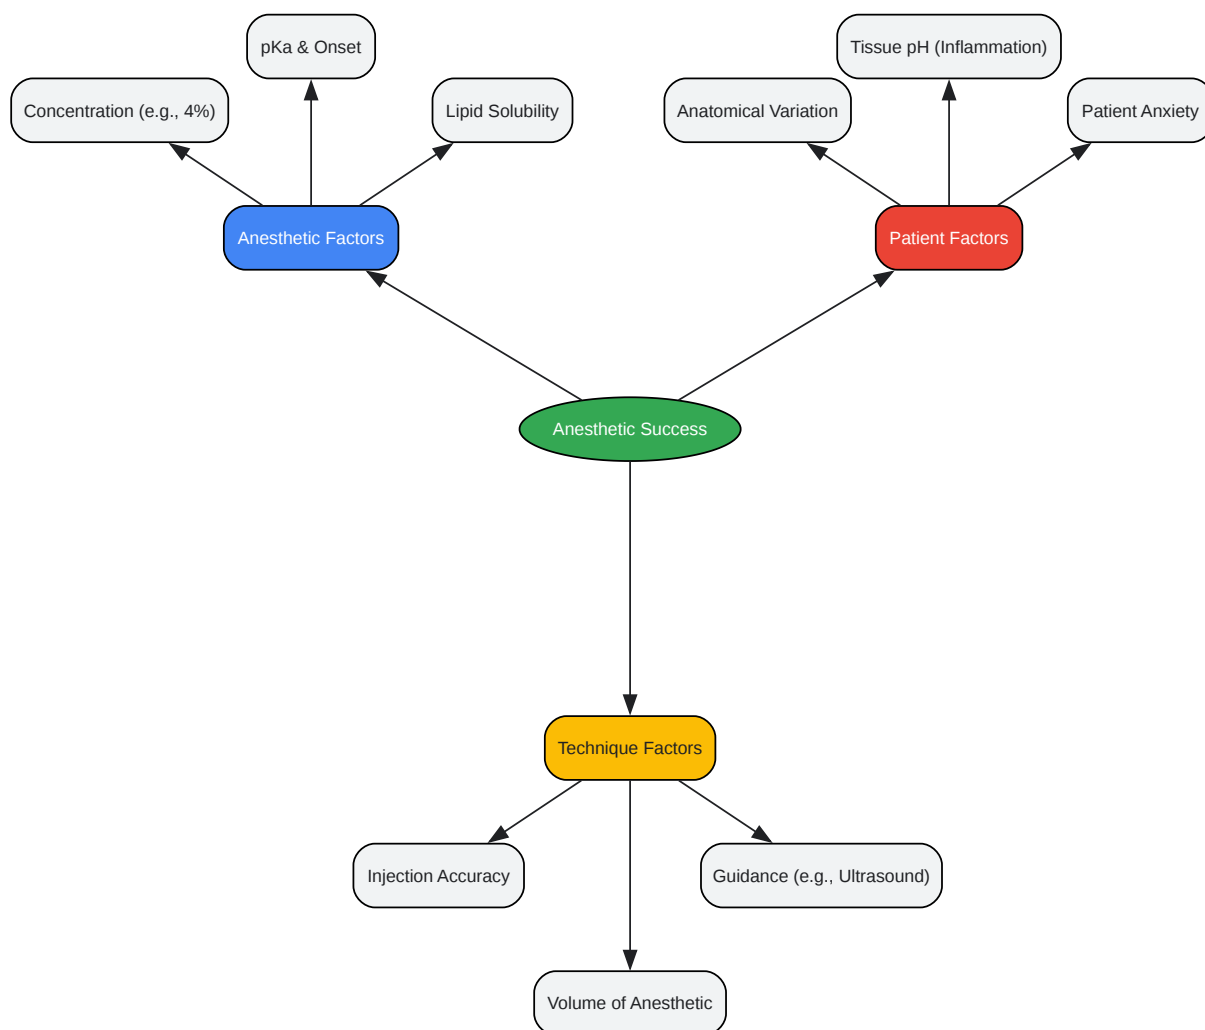 pKa & Onset
Tissue pH (Inflammation)
Concentration (e.g., 4%)
Lipid Solubility
Anatomical Variation
Patient Anxiety
Anesthetic Factors
Patient Factors
Anesthetic Success
Technique Factors
Injection Accuracy
Guidance (e.g., Ultrasound)
Volume of Anesthetic